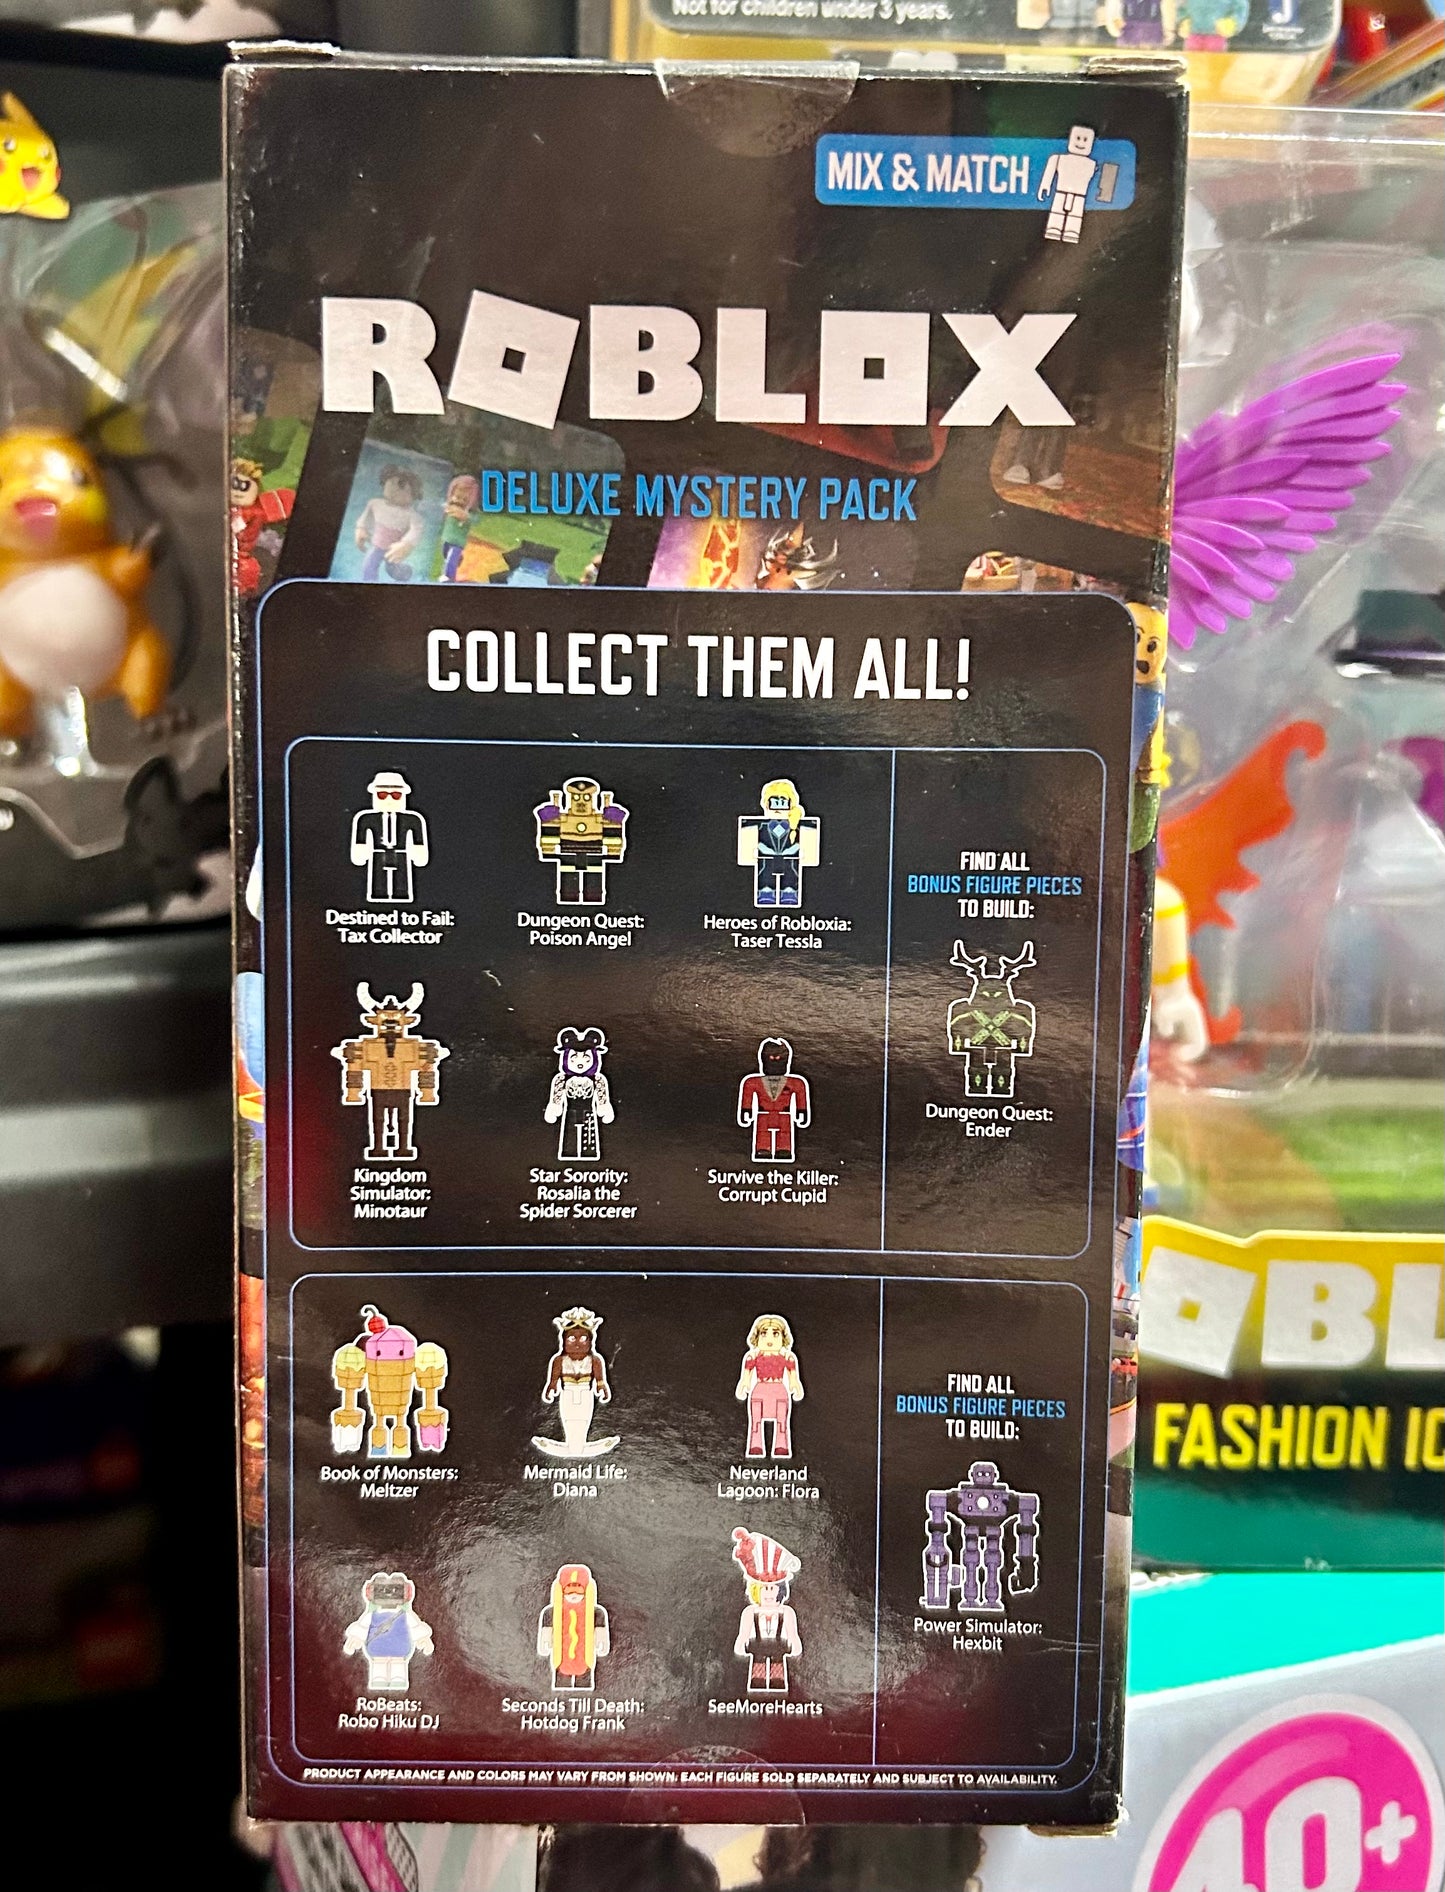 Not for children under 3 years.
MIX & MATCH
ROBLOX
DELUXE MYSTERY PACK
COLLECT THEM ALL!
Destined to Fail:
Tax Collector
Dungeon Quest:
Poison Angel
Heroes of Robloxia:
Taser Tessla
FIND ALL
BONUS FIGURE PIECES
TO BUILD:
Dungeon Quest:
Ender
Kingdom
Simulator:
Minotaur
Star Sorority:
Rosalia the
Spider Sorcerer
Survive the Killer:
Corrupt Cupid
Book of Monsters:
Meltzer
Mermaid Life:
Diana
Neverland
Lagoon: Flora
FIND ALL
BONUS FIGURE PIECES
TO BUILD:
Power Simulator:
Hexbit
RoBeats:
Robo Hiku DJ
Seconds Till Death:
Hotdog Frank
SeeMoreHearts
PRODUCT APPEARANCE AND COLORS MAY VARY FROM SHOWN. EACH FIGURE SOLD SEPARATELY AND SUBJECT TO AVAILABILITY.
OBL
FASHION IC
40+